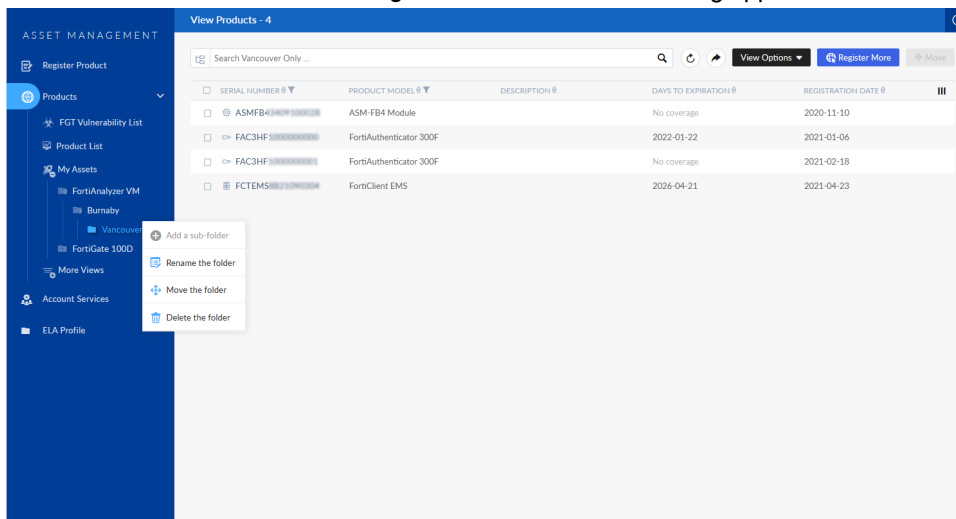 View Products - 4
ASSET MANAGEMENT
Register Product
Products
FGT Vulnerability List
Product List
My Assets
FortiAnalyzer VM
Burnaby
Vancouver
FortiGate 100D
More Views
Account Services
ELA Profile
Add a sub-folder
Rename the folder
Move the folder
Delete the folder
Search Vancouver Only ...
View Options
Register More
Move
SERIAL NUMBER PRODUCT MODEL DESCRIPTION DAYS TO EXPIRATION REGISTRATION DATE
ASMFB4 ASM-FB4 Module No coverage 2020-11-10
FAC3HF FortiAuthenticator 300F 2022-01-22 2021-01-06
FAC3HF FortiAuthenticator 300F No coverage 2021-02-18
FCTEMS FortiClient EMS 2026-04-21 2021-04-23